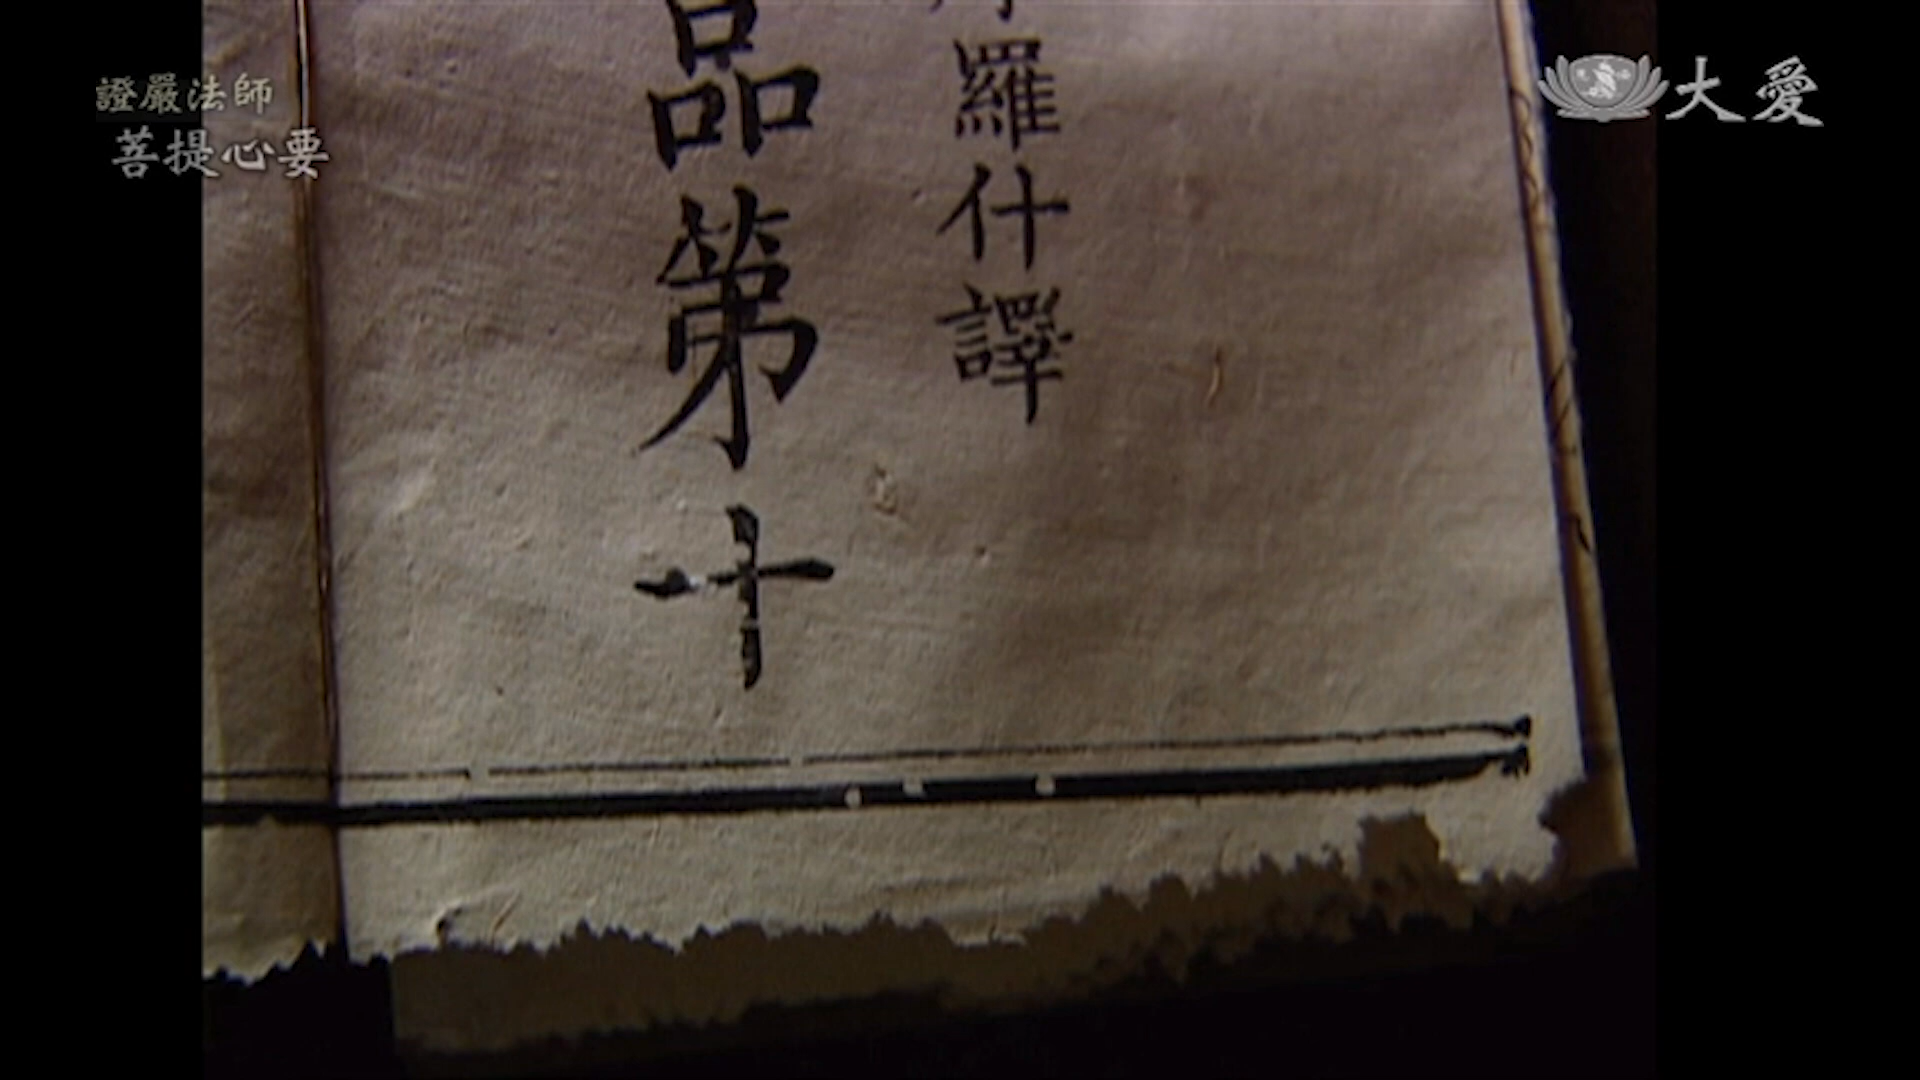 證嚴法師
菩提心要
大愛
羅什譯
品第十